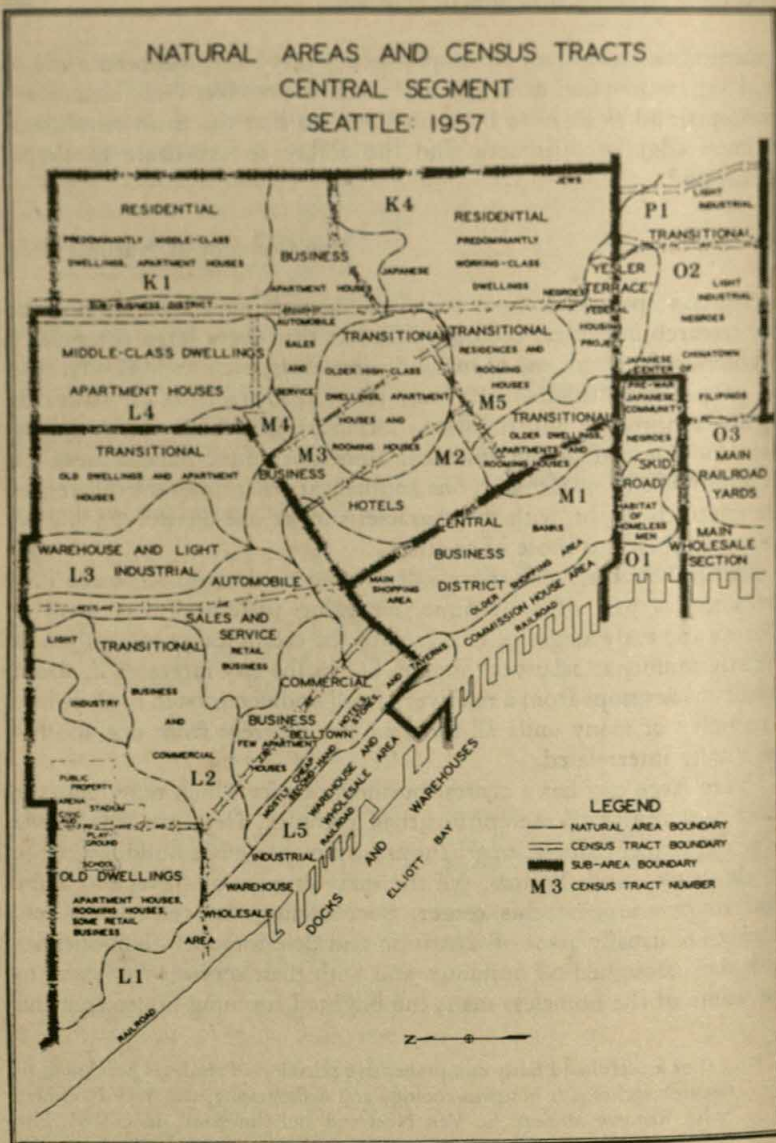 NATURAL AREAS AND CENSUS TRACTS
CENTRAL SEGMENT
SEATTLE: 1957
JEWS
RESIDENTIAL
PREDOMINANTLY MIDDLE-CLASS
DWELLINGS, APARTMENT HOUSES
K1
SUB-BUSINESS DISTRICT
BUSINESS
APARTMENT HOUSES
K4
JAPANESE
RESIDENTIAL
PREDOMINANTLY
WORKING-CLASS
DWELLINGS
NEGROES
P1
LIGHT
INDUSTRIAL
TRANSITIONAL
"YESLER
TERRACE"
FEDERAL
HOUSING
PROJECT
O2
LIGHT
INDUSTRIAL
NEGROES
CHINATOWN
FILIPINOS
JAPANESE
CENTER OF
PRE-WAR
JAPANESE
COMMUNITY
NEGROES
MIDDLE-CLASS DWELLINGS
APARTMENT HOUSES
L4
AUTOMOBILE
SALES
AND
SERVICE
M4
TRANSITIONAL
OLDER HIGH-CLASS
DWELLINGS, APARTMENT
HOUSES AND
ROOMING HOUSES
M3
TRANSITIONAL
RESIDENCES AND
ROOMING
HOUSES
M5
TRANSITIONAL
OLDER DWELLINGS,
APARTMENTS AND
ROOMING HOUSES
M2
BUSINESS
HOTELS
O3
MAIN
RAILROAD
YARDS
"SKID
ROAD"
HABITAT
OF
HOMELESS
MEN
MAIN
WHOLESALE
SECTION
O1
TRANSITIONAL
OLD DWELLINGS AND APARTMENT
HOUSES
M1
CENTRAL
BANKS
BUSINESS
DISTRICT
MAIN
SHOPPING
AREA
OLDER SHOPPING AREA
COMMISSION HOUSE AREA
RAILROAD
WAREHOUSE AND LIGHT
INDUSTRIAL
L3
AUTOMOBILE
WESTLAKE AVE
SALES AND
SERVICE
RETAIL
BUSINESS
LIGHT
INDUSTRY
TRANSITIONAL
BUSINESS
AND
COMMERCIAL
L2
COMMERCIAL
BUSINESS
"BELLTOWN"
FEW APARTMENT
HOUSES
HOTELS AND TAVERNS
MOSTLY CHEAP
SECOND-HAND STORES
WAREHOUSE AND
WHOLESALE AREA
RAILROAD
L5
INDUSTRIAL
WAREHOUSE
WHOLESALE
AREA
PUBLIC
PROPERTY
ARENA
CIVIC
AUD
STADIUM
PLAY
GROUND
SCHOOL
OLD DWELLINGS
APARTMENT HOUSES,
ROOMING HOUSES,
SOME RETAIL
BUSINESS
L1
RAILROAD
DOCKS AND WAREHOUSES
ELLIOTT BAY
LEGEND
NATURAL AREA BOUNDARY
CENSUS TRACT BOUNDARY
SUB-AREA BOUNDARY
M3 CENSUS TRACT NUMBER
N